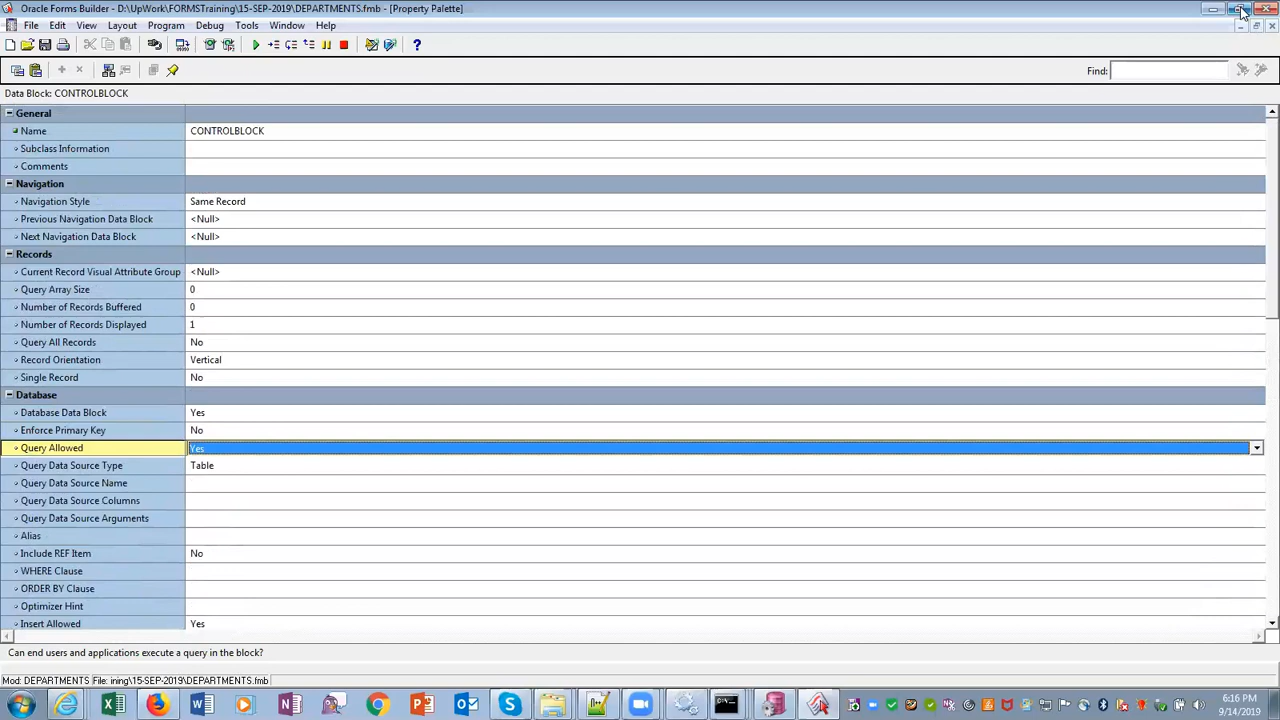 Oracle Forms Builder - D:\UpWork\FORMSTraining\15-SEP-2019\DEPARTMENTS.fmb - [Property Palette]
File Edit View Layout Program Debug Tools Window Help
Find:
Data Block: CONTROLBLOCK
General
Name CONTROLBLOCK
Subclass Information
Comments
Navigation
Navigation Style Same Record
Previous Navigation Data Block <Null>
Next Navigation Data Block <Null>
Records
Current Record Visual Attribute Group <Null>
Query Array Size 0
Number of Records Buffered 0
Number of Records Displayed 1
Query All Records No
Record Orientation Vertical
Single Record No
Database
Database Data Block Yes
Enforce Primary Key No
Query Allowed Yes
Query Data Source Type Table
Query Data Source Name
Query Data Source Columns
Query Data Source Arguments
Alias
Include REF Item No
WHERE Clause
ORDER BY Clause
Optimizer Hint
Insert Allowed Yes
Can end users and applications execute a query in the block?
Mod: DEPARTMENTS File: ining\15-SEP-2019\DEPARTMENTS.fmb
6:16 PM
9/14/2019